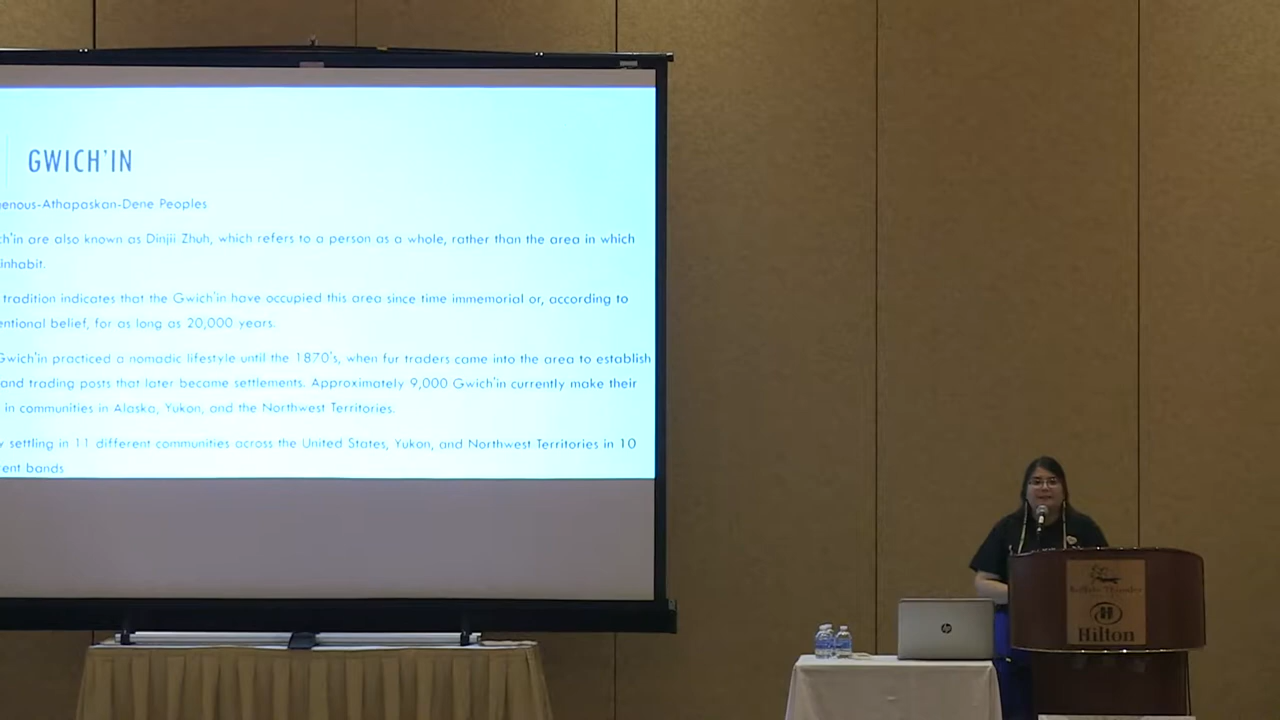 GWICH'IN
enous-Athapaskan-Dene Peoples
ch'in are also known as Dinjii Zhuh, which refers to a person as a whole, rather than the area in which
inhabit.
tradition indicates that the Gwich'in have occupied this area since time immemorial or, according to
entional belief, for as long as 20,000 years.
Gwich'in practiced a nomadic lifestyle until the 1870's, when fur traders came into the area to establish
and trading posts that later became settlements. Approximately 9,000 Gwich'in currently make their
in communities in Alaska, Yukon, and the Northwest Territories.
y settling in 11 different communities across the United States, Yukon, and Northwest Territories in 10
rent bands
hp
H
Hilton